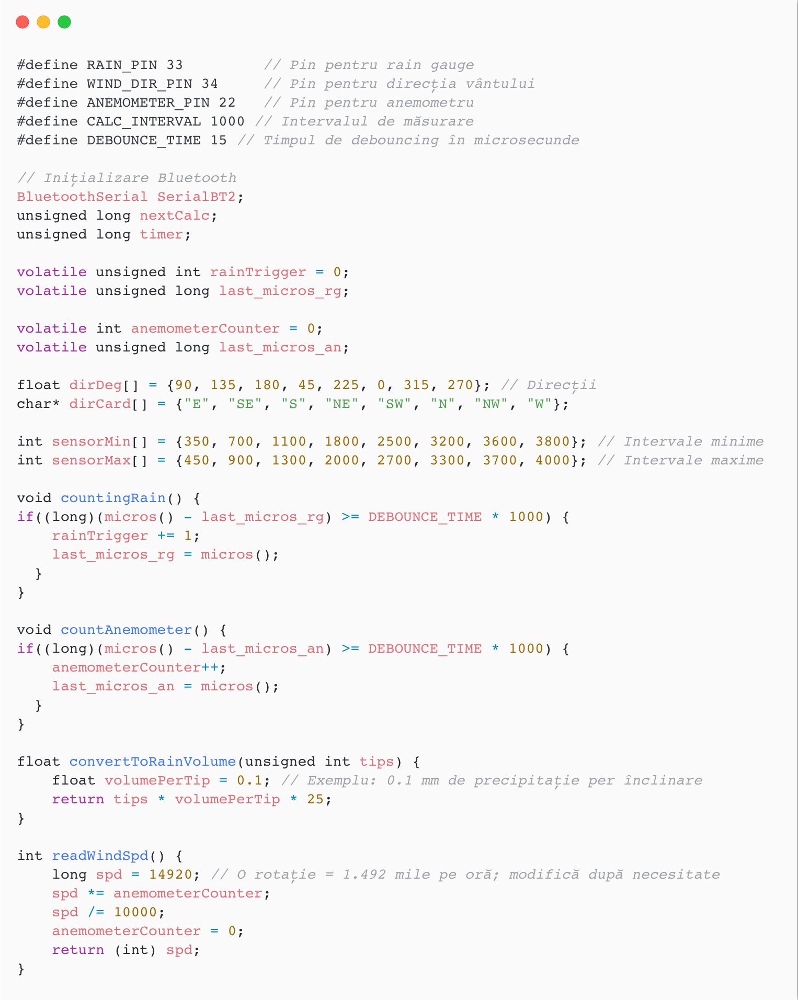 #define RAIN_PIN 33         // Pin pentru rain gauge
#define WIND_DIR_PIN 34     // Pin pentru direcția vântului
#define ANEMOMETER_PIN 22   // Pin pentru anemometru
#define CALC_INTERVAL 1000 // Intervalul de măsurare
#define DEBOUNCE_TIME 15 // Timpul de debouncing în microsecunde

// Inițializare Bluetooth
BluetoothSerial SerialBT2;
unsigned long nextCalc;
unsigned long timer;

volatile unsigned int rainTrigger = 0;
volatile unsigned long last_micros_rg;

volatile int anemometerCounter = 0;
volatile unsigned long last_micros_an;

float dirDeg[] = {90, 135, 180, 45, 225, 0, 315, 270}; // Direcții
char* dirCard[] = {"E", "SE", "S", "NE", "SW", "N", "NW", "W"};

int sensorMin[] = {350, 700, 1100, 1800, 2500, 3200, 3600, 3800}; // Intervale minime
int sensorMax[] = {450, 900, 1300, 2000, 2700, 3300, 3700, 4000}; // Intervale maxime

void countingRain() {
if((long)(micros() - last_micros_rg) >= DEBOUNCE_TIME * 1000) {
    rainTrigger += 1;
    last_micros_rg = micros();
  }
}

void countAnemometer() {
if((long)(micros() - last_micros_an) >= DEBOUNCE_TIME * 1000) {
    anemometerCounter++;
    last_micros_an = micros();
  }
}

float convertToRainVolume(unsigned int tips) {
    float volumePerTip = 0.1; // Exemplu: 0.1 mm de precipitație per înclinare
    return tips * volumePerTip * 25;
}

int readWindSpd() {
    long spd = 14920; // O rotație = 1.492 mile pe oră; modifică după necesitate
    spd *= anemometerCounter;
    spd /= 10000;
    anemometerCounter = 0;
    return (int) spd;
}